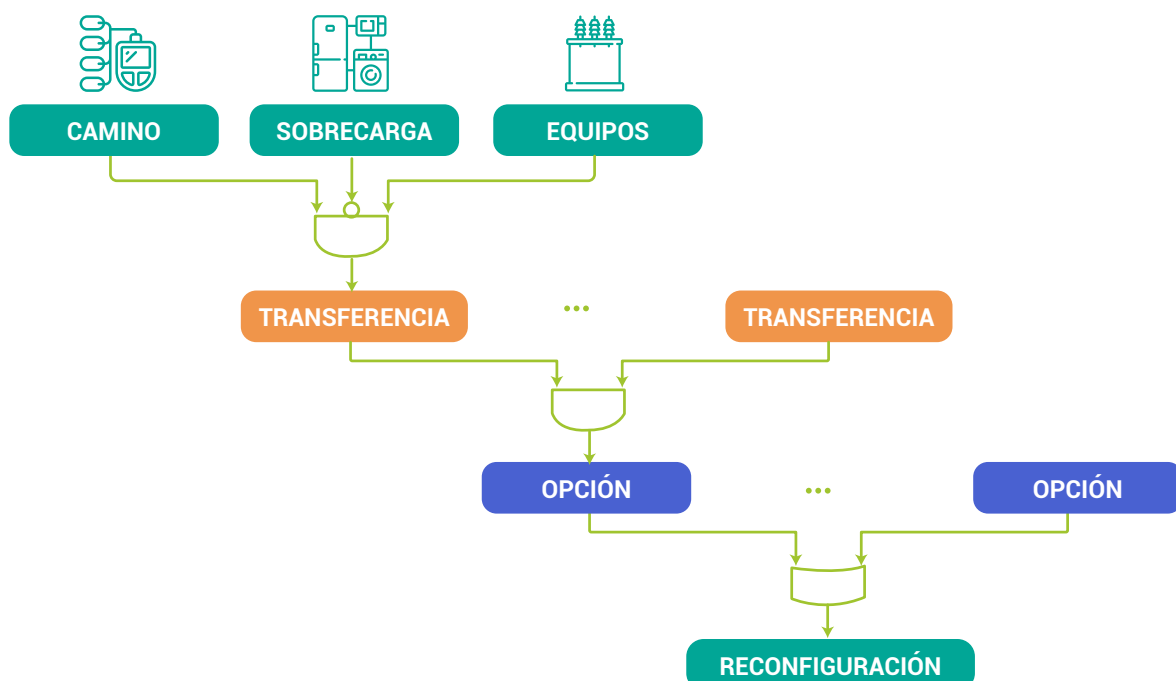 CAMINO
SOBRECARGA
EQUIPOS
TRANSFERENCIA
...
TRANSFERENCIA
OPCIÓN
...
OPCIÓN
RECONFIGURACIÓN